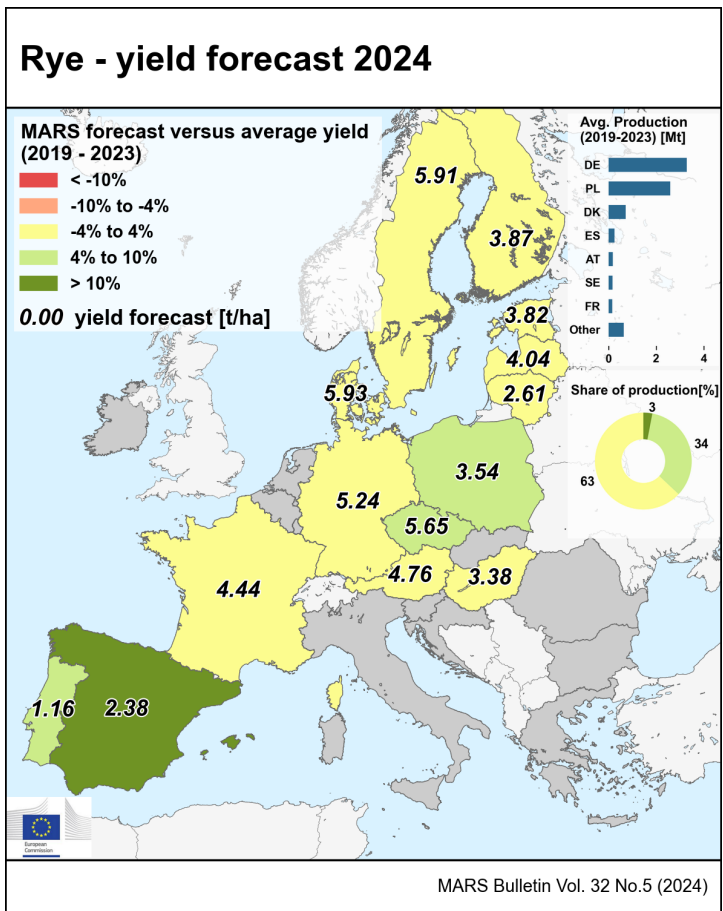 Rye - yield forecast 2024
MARS forecast versus average yield
(2019 - 2023)
< -10%
-10% to -4%
-4% to 4%
4% to 10%
> 10%
0.00 yield forecast [t/ha]
Avg. Production
(2019-2023) [Mt]
DE
PL
DK
ES
AT
SE
FR
Other
0 2 4
Share of production[%]
3
34
63
5.91
3.87
3.82
4.04
2.61
5.93
3.54
5.24
5.65
4.76
3.38
4.44
1.16
2.38
European
Commission
MARS Bulletin Vol. 32 No.5 (2024)